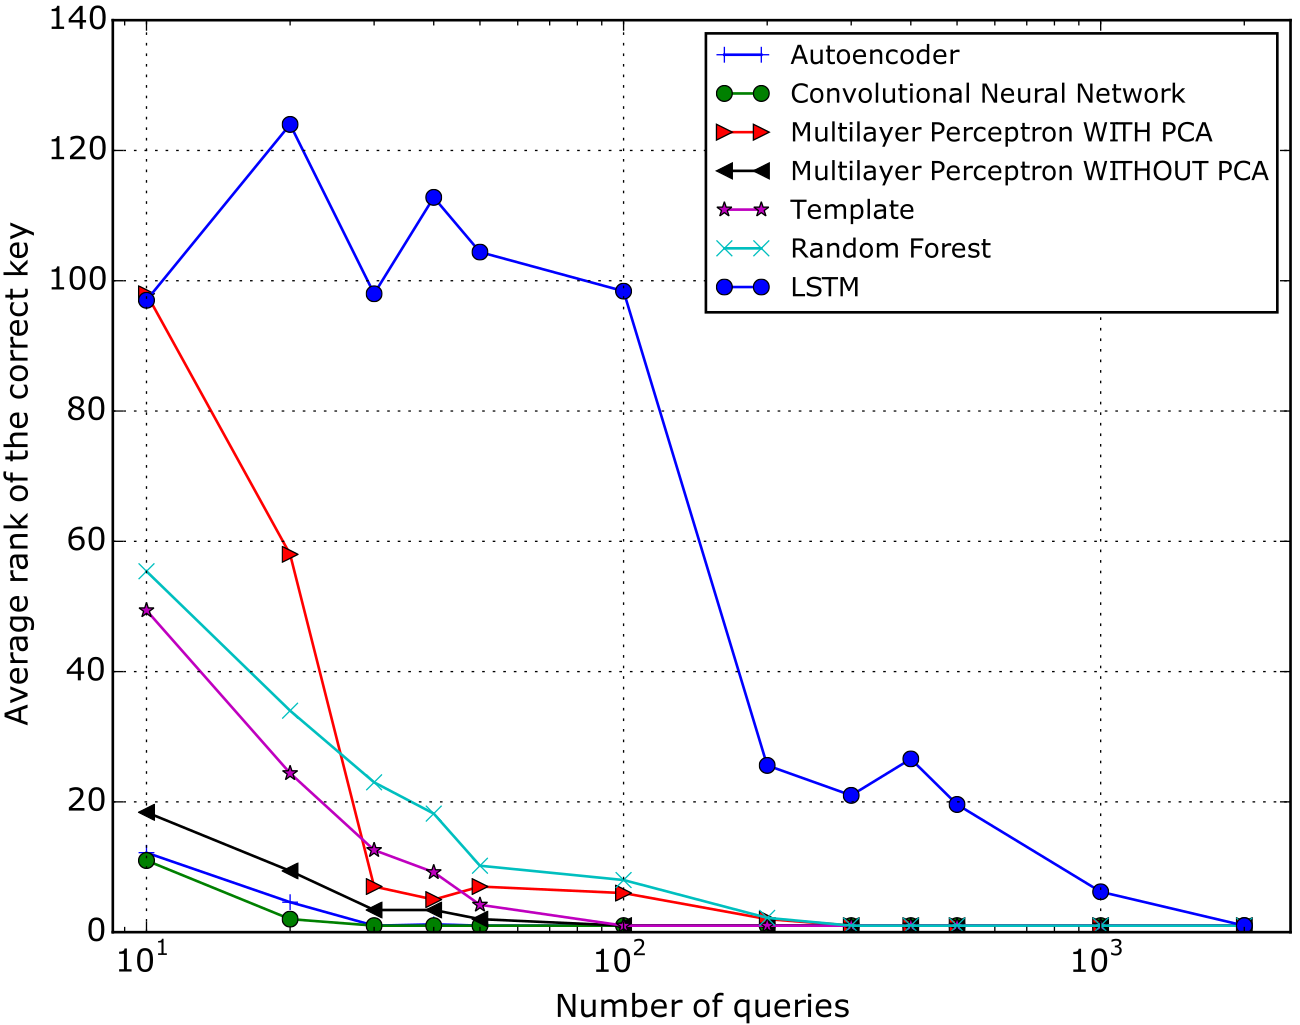 140
120
100
80
60
40
20
0
Average rank of the correct key
Autoencoder
Convolutional Neural Network
Multilayer Perceptron WITH PCA
Multilayer Perceptron WITHOUT PCA
Template
Random Forest
LSTM
10¹ 10² 10³
Number of queries